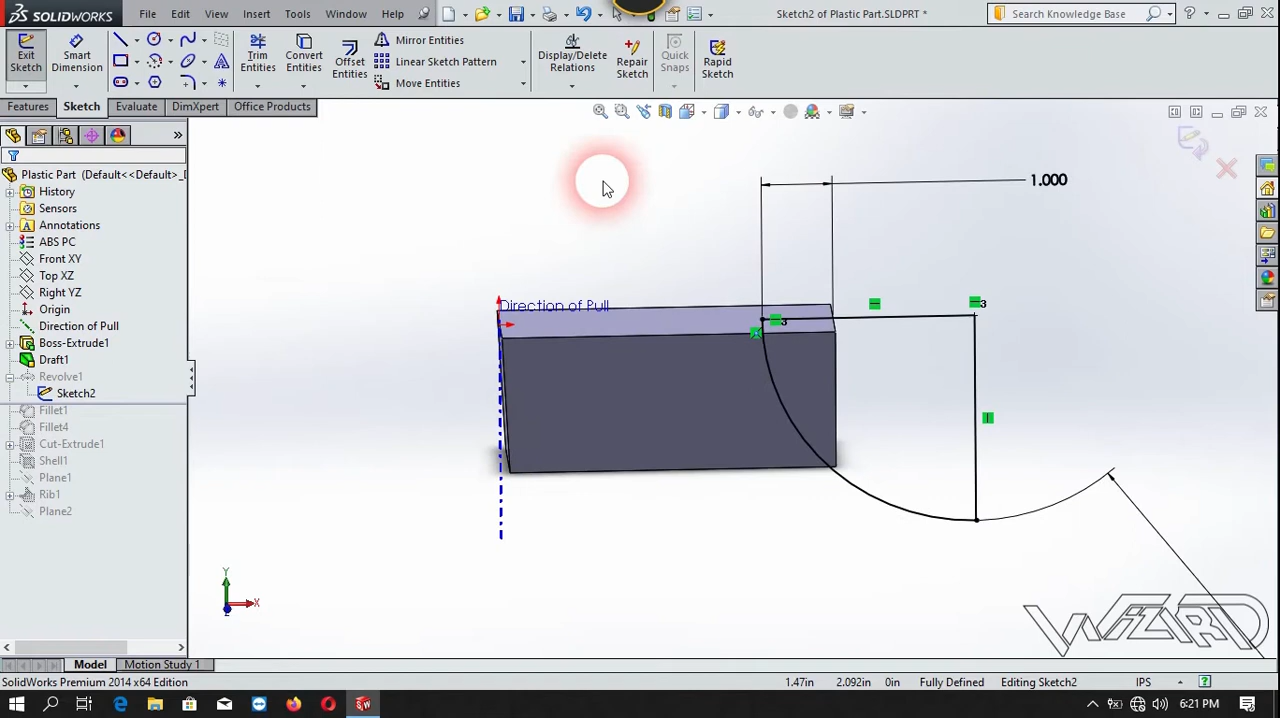 SOLIDWORKS File Edit View Insert Tools Window Help Sketch2 of Plastic Part.SLDPRT * Search Knowledge Base
Exit Sketch Smart Dimension Trim Entities Convert Entities Offset Entities Mirror Entities Linear Sketch Pattern Move Entities Display/Delete Relations Repair Sketch Quick Snaps Rapid Sketch
Features Sketch Evaluate DimXpert Office Products
Plastic Part (Default<<Default>_D
History
Sensors
Annotations
ABS PC
Front XY
Top XZ
Right YZ
Origin
Direction of Pull
Boss-Extrude1
Draft1
Revolve1
Sketch2
Fillet1
Fillet4
Cut-Extrude1
Shell1
Plane1
Rib1
Plane2
1.000
Direction of Pull
3
3
Y
X
Z
WIZARD
Model Motion Study 1
SolidWorks Premium 2014 x64 Edition 1.47in 2.092in 0in Fully Defined Editing Sketch2 IPS
6:21 PM